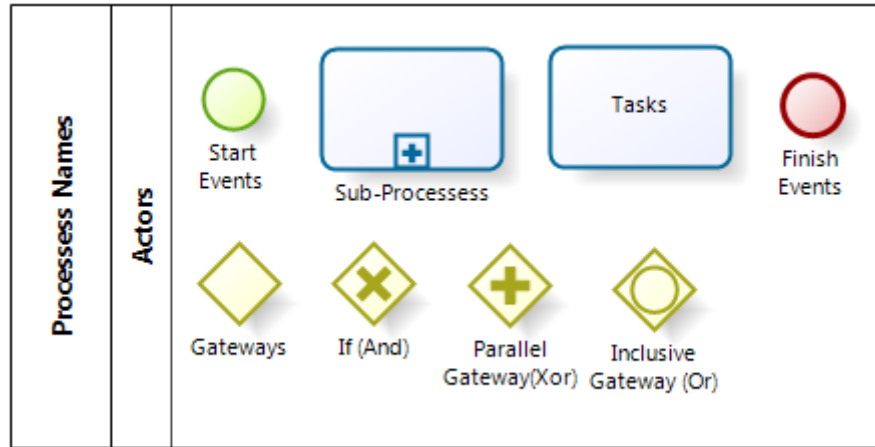 Processess Names
Actors
Start
Events
Sub-Processess
Tasks
Finish
Events
Gateways
If (And)
Parallel
Gateway(Xor)
Inclusive
Gateway (Or)